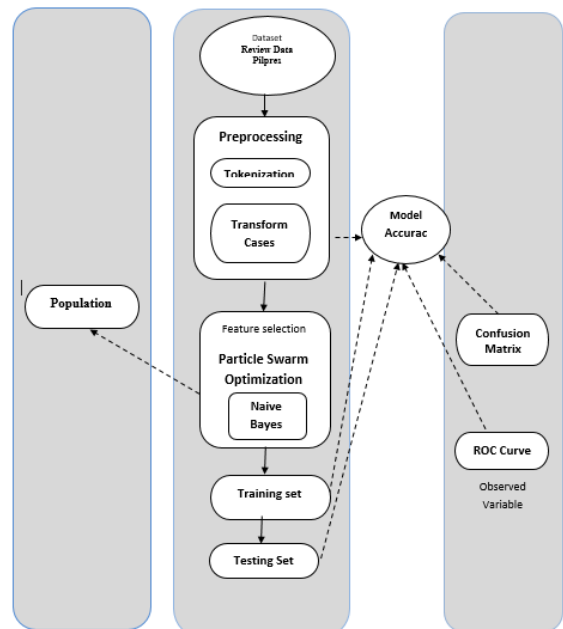 Dataset
Review Data
Pilpres
Preprocessing
Tokenization
Transform
Cases
Model
Accurac
Population
Feature selection
Particle Swarm
Optimization
Naive
Bayes
Confusion
Matrix
ROC Curve
Observed
Variable
Training set
Testing Set